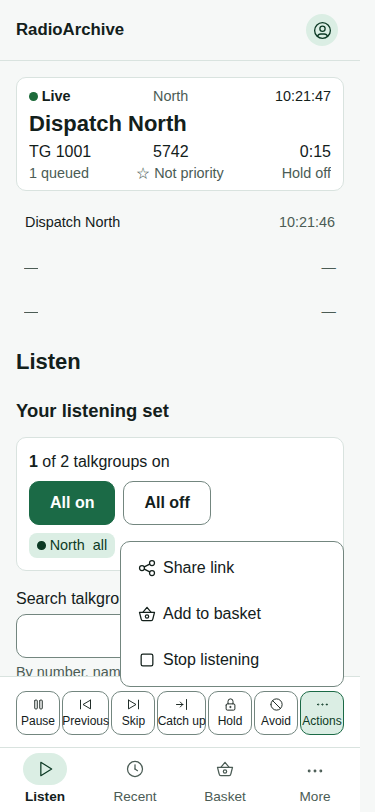 RadioArchive
Live North 10:21:47
Dispatch North
TG 1001 5742 0:15
1 queued ☆ Not priority Hold off
Dispatch North 10:21:46
— —
— —
Listen
Your listening set
1 of 2 talkgroups on
All on All off
North all
Share link
Search talkgro
Add to basket
Stop listening
By number, nam
Pause Previous Skip Catch up Hold Avoid Actions
Listen Recent Basket More